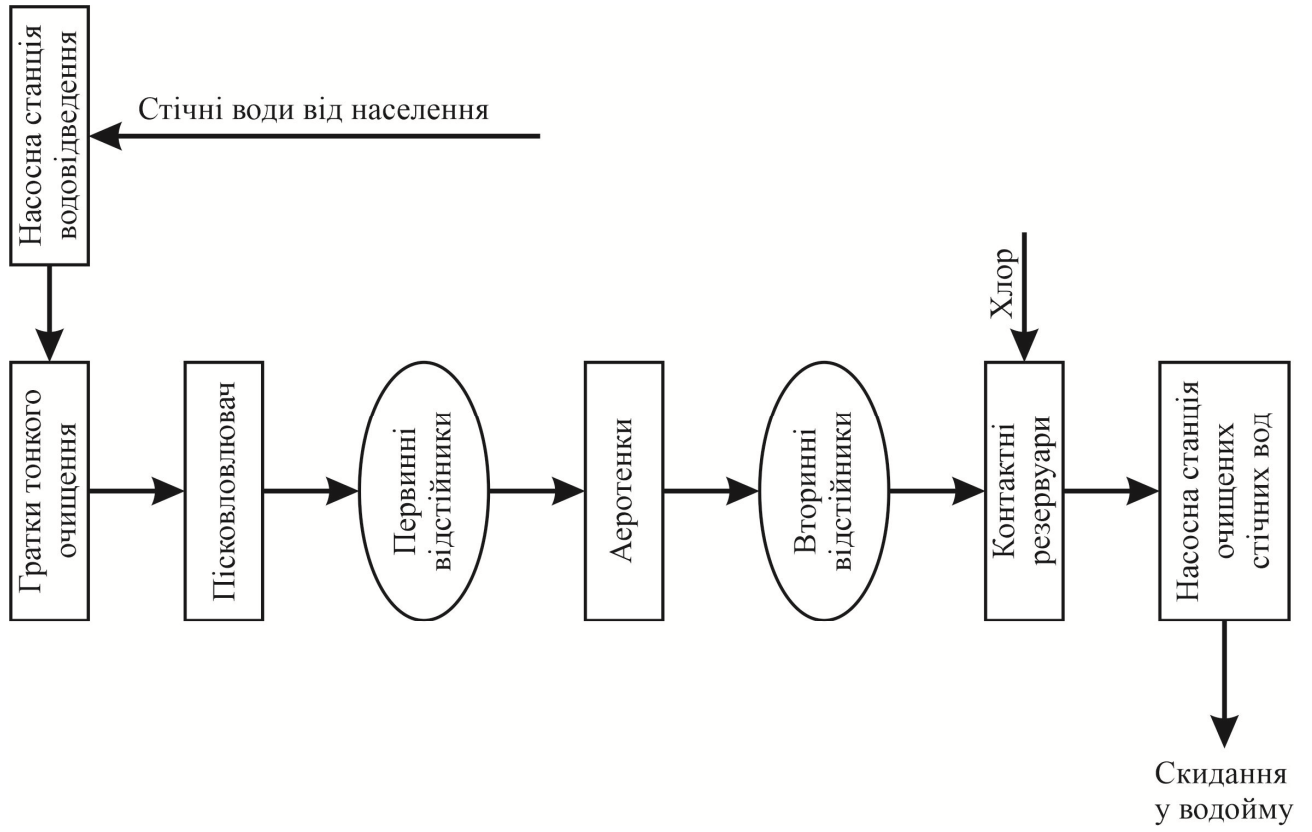 Насосна станція
водовідведення
Стічні води від населення
Хлор
Гратки тонкого
очищення
Пісковловлювач
Первинні
відстійники
Аеротенки
Вторинні
відстійники
Контактні
резервуари
Насосна станція
очищених
стічних вод
Скидання
у водойму